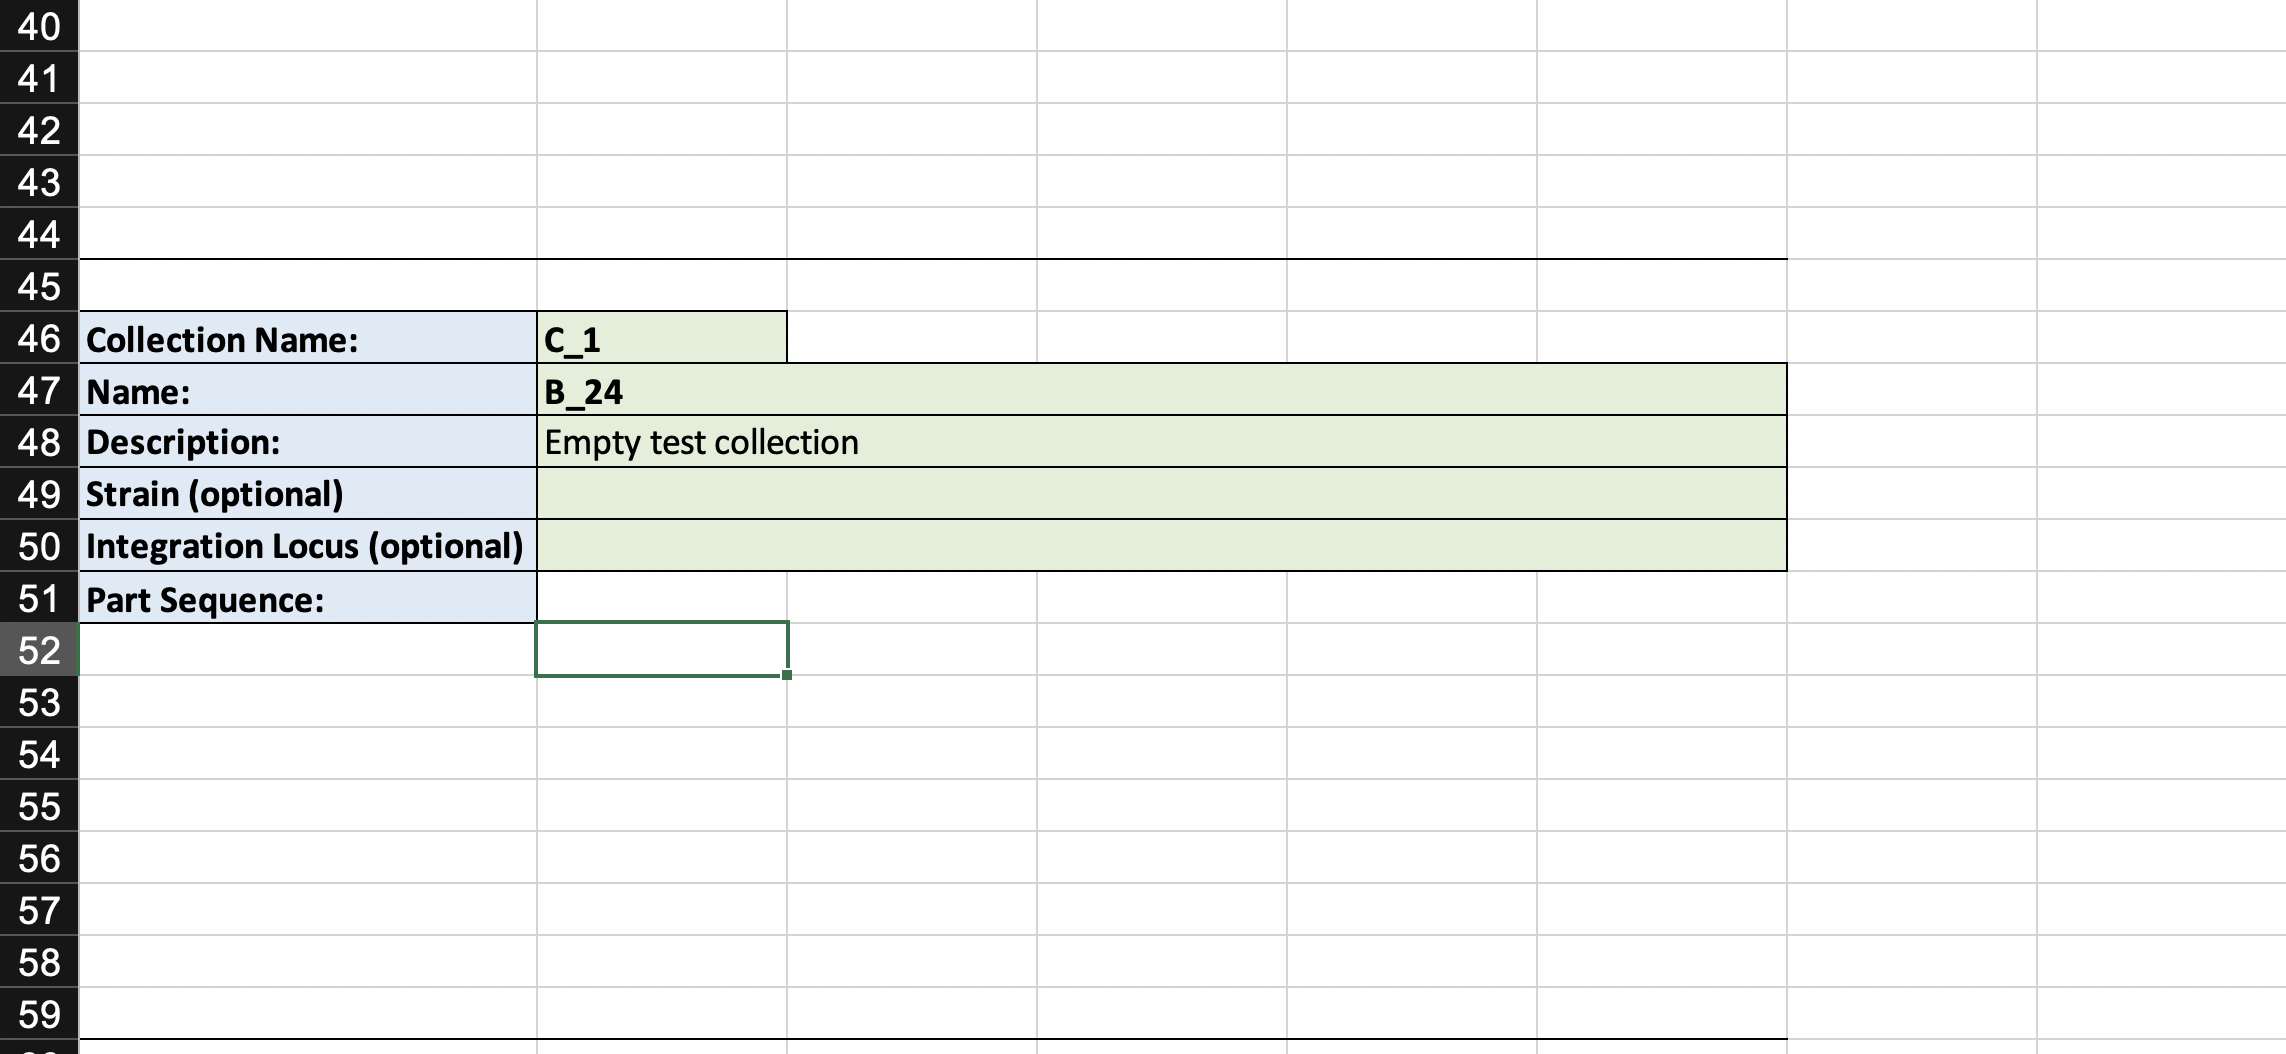 40
41
42
43
44
45
46 Collection Name: C_1
47 Name: B_24
48 Description: Empty test collection
49 Strain (optional)
50 Integration Locus (optional)
51 Part Sequence:
52
53
54
55
56
57
58
59